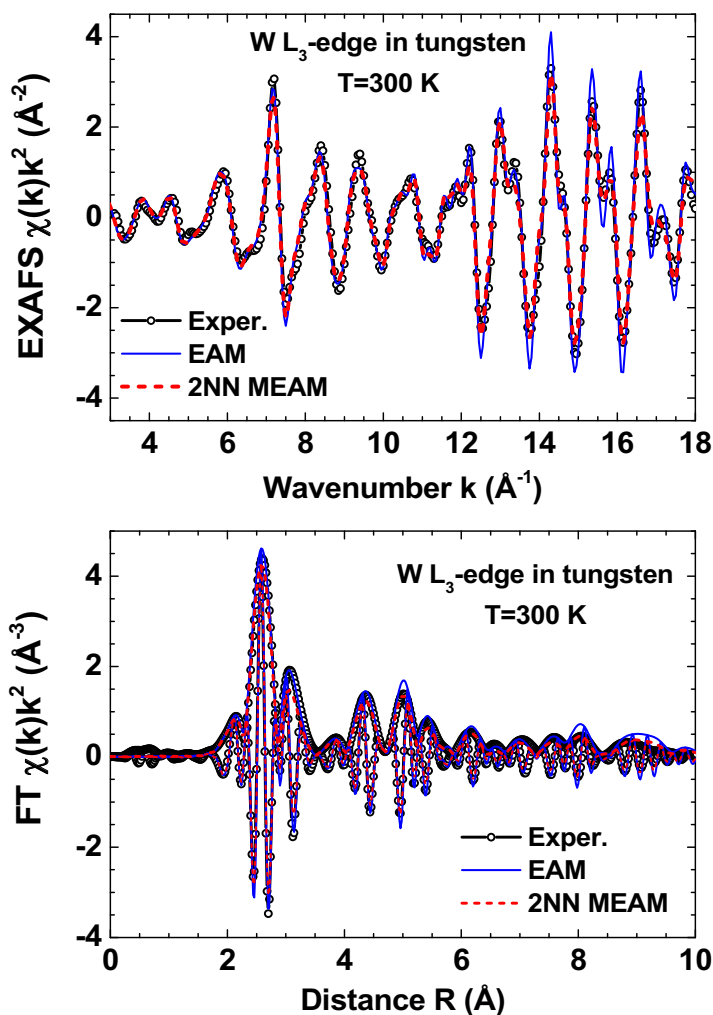 W L₃-edge in tungsten
T=300 K
EXAFS χ(k)k² (Å⁻²)
4
2
0
-2
-4
Exper.
EAM
2NN MEAM
4 6 8 10 12 14 16 18
Wavenumber k (Å⁻¹)
W L₃-edge in tungsten
T=300 K
FT χ(k)k² (Å⁻³)
4
2
0
-2
-4
Exper.
EAM
2NN MEAM
0 2 4 6 8 10
Distance R (Å)